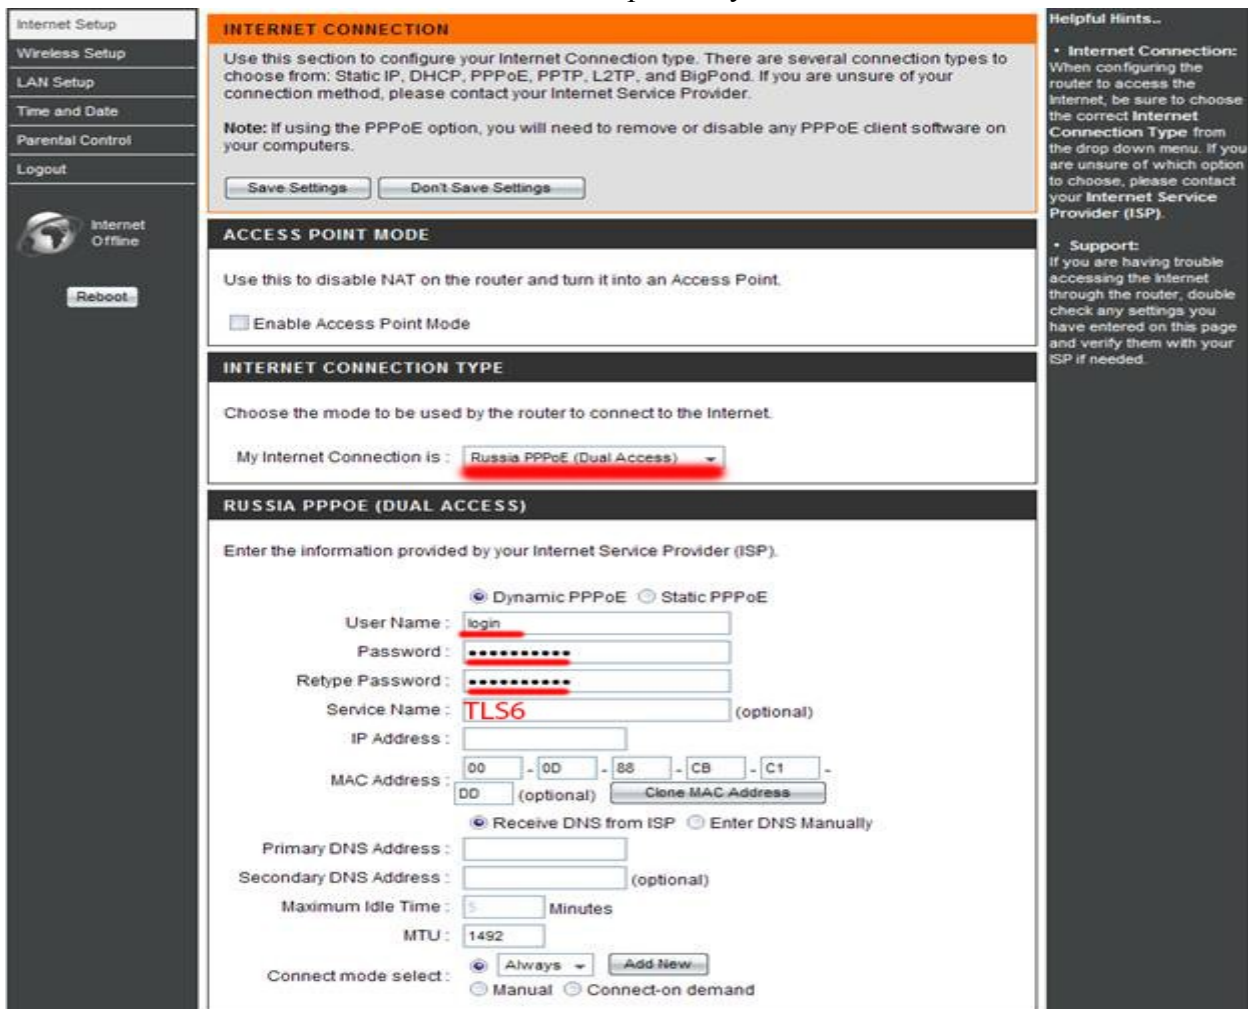 Internet Setup
Wireless Setup
LAN Setup
Time and Date
Parental Control
Logout
Internet
Offline
Reboot
INTERNET CONNECTION
Use this section to configure your Internet Connection type. There are several connection types to
choose from: Static IP, DHCP, PPPoE, PPTP, L2TP, and BigPond. If you are unsure of your
connection method, please contact your Internet Service Provider.
Note: If using the PPPoE option, you will need to remove or disable any PPPoE client software on
your computers.
Save Settings Don't Save Settings
ACCESS POINT MODE
Use this to disable NAT on the router and turn it into an Access Point.
Enable Access Point Mode
INTERNET CONNECTION TYPE
Choose the mode to be used by the router to connect to the Internet.
My Internet Connection is : Russia PPPoE (Dual Access)
RUSSIA PPPOE (DUAL ACCESS)
Enter the information provided by your Internet Service Provider (ISP).
Dynamic PPPoE Static PPPoE
User Name : login
Password : ••••••••••
Retype Password : ••••••••••
Service Name : TLS6 (optional)
IP Address :
MAC Address : 00 - 0D - 88 - CB - C1 -
DD (optional) Clone MAC Address
Receive DNS from ISP Enter DNS Manually
Primary DNS Address :
Secondary DNS Address : (optional)
Maximum Idle Time : 5 Minutes
MTU : 1492
Connect mode select : Always Add New
Manual Connect-on demand
Helpful Hints..
• Internet Connection:
When configuring the
router to access the
Internet, be sure to choose
the correct Internet
Connection Type from
the drop down menu. If you
are unsure of which option
to choose, please contact
your Internet Service
Provider (ISP).
• Support:
If you are having trouble
accessing the Internet
through the router, double
check any settings you
have entered on this page
and verify them with your
ISP if needed.